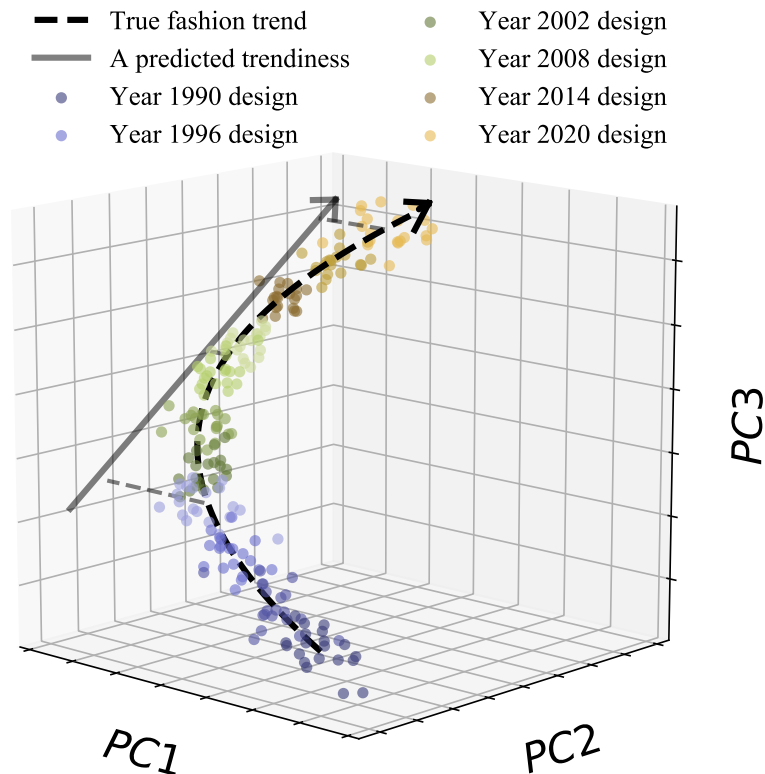 True fashion trend
A predicted trendiness
Year 1990 design
Year 1996 design
Year 2002 design
Year 2008 design
Year 2014 design
Year 2020 design
PC1
PC2
PC3